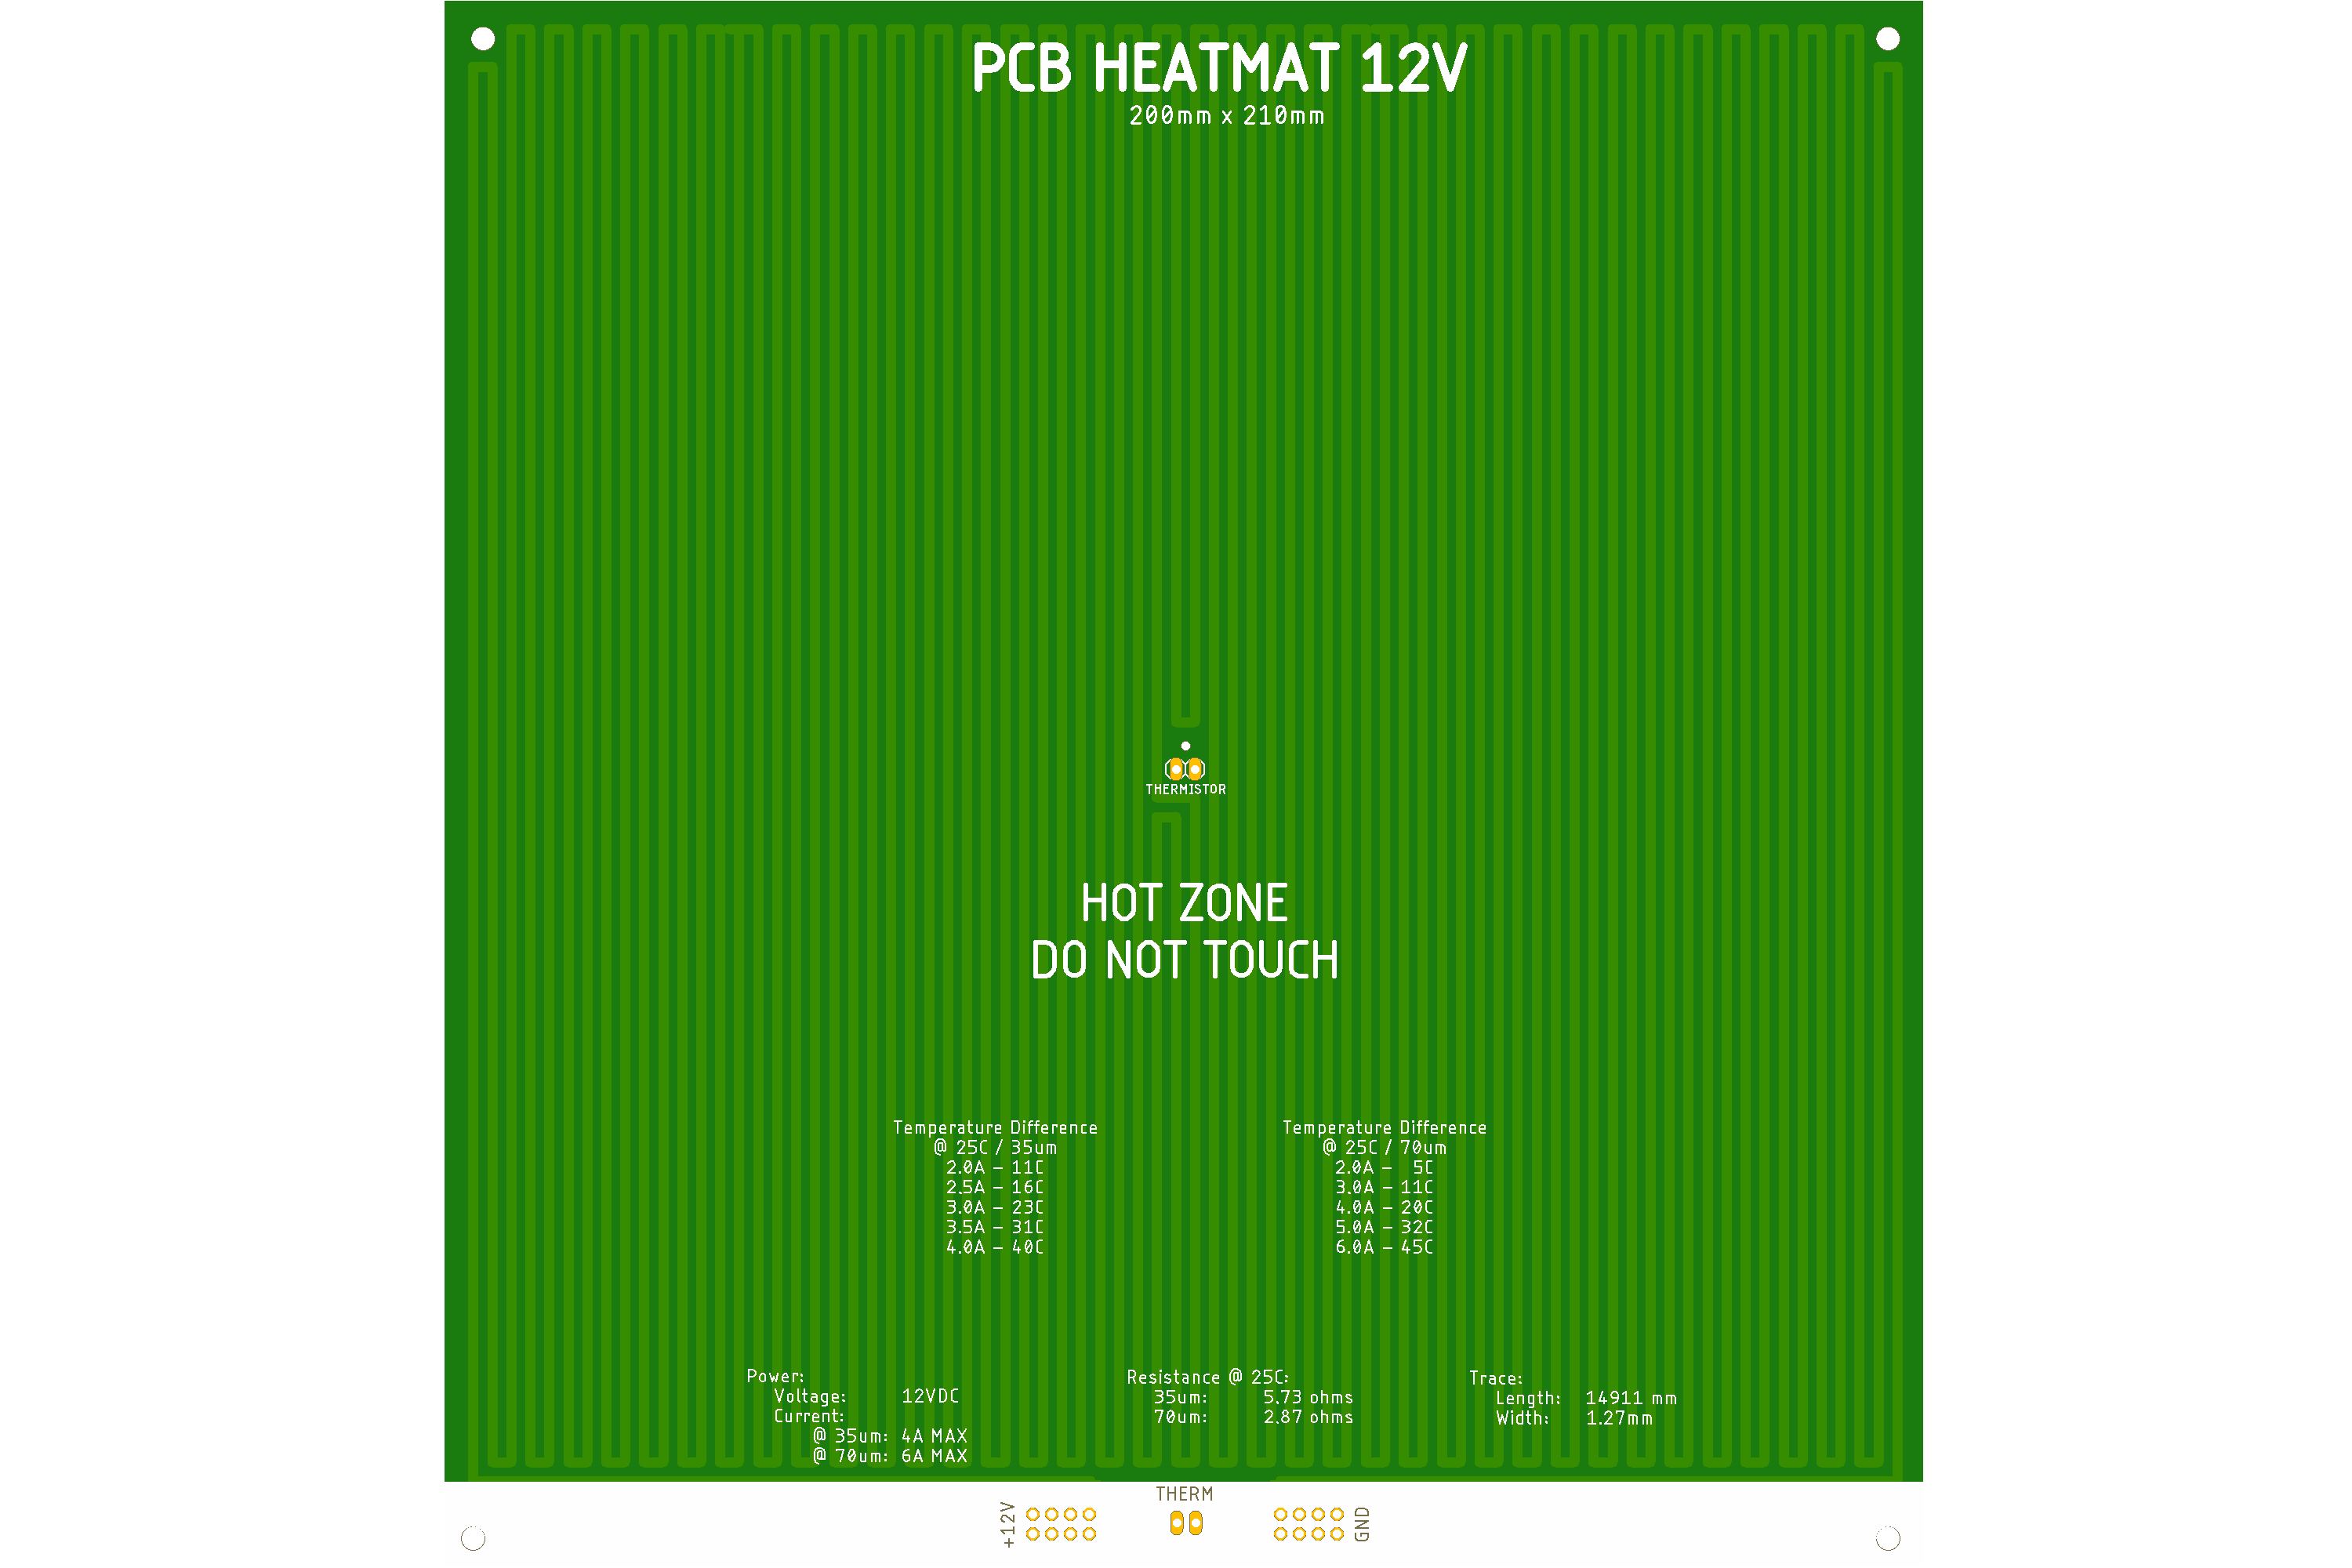 PCB HEATMAT 12V
200mm x 210mm
THERMISTOR
HOT ZONE
DO NOT TOUCH
Temperature Difference
@ 25C / 35um
2.0A - 11C
2.5A - 16C
3.0A - 23C
3.5A - 31C
4.0A - 40C
Temperature Difference
@ 25C / 70um
2.0A - 5C
3.0A - 11C
4.0A - 20C
5.0A - 32C
6.0A - 45C
Power:
Voltage: 12VDC
Current:
@ 35um: 4A MAX
@ 70um: 6A MAX
Resistance @ 25C:
35um: 5.73 ohms
70um: 2.87 ohms
Trace:
Length: 14911 mm
Width: 1.27mm
+12V
THERM
GND